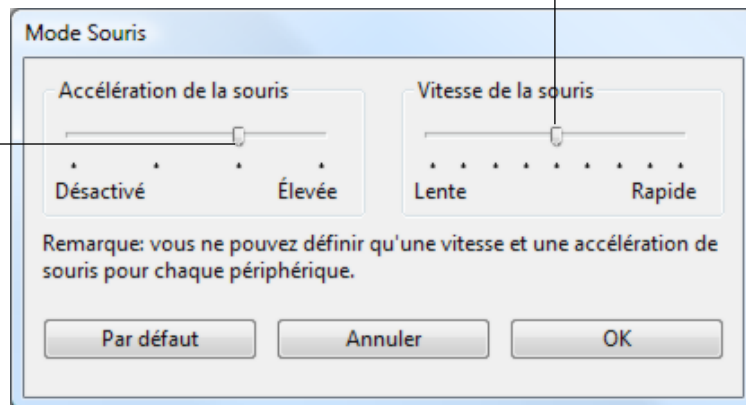 Mode Souris
Accélération de la souris
Vitesse de la souris
Désactivé
Élevée
Lente
Rapide
Remarque: vous ne pouvez définir qu'une vitesse et une accélération de
souris pour chaque périphérique.
Par défaut
Annuler
OK